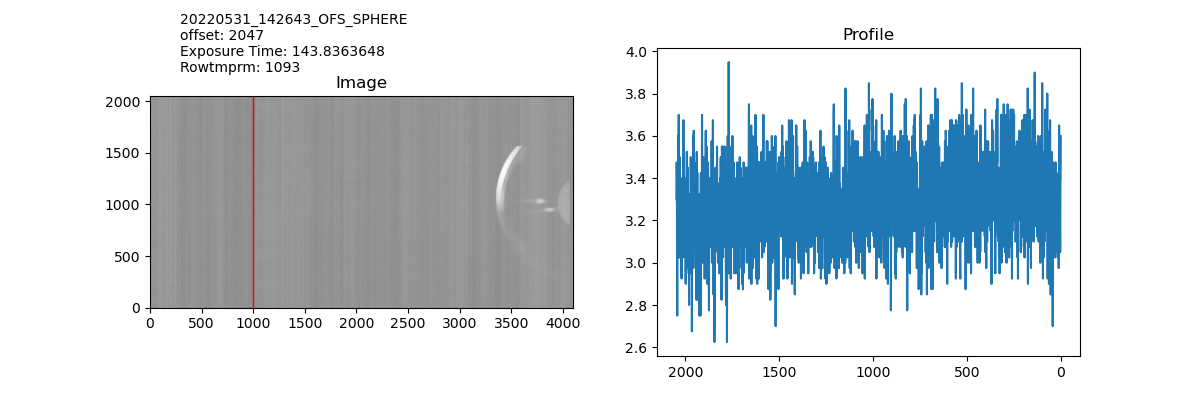 20220531_142643_OFS_SPHERE
offset: 2047
Exposure Time: 143.8363648
Rowtmprm: 1093
Image
2000
1500
1000
500
0
0 500 1000 1500 2000 2500 3000 3500 4000
Profile
4.0
3.8
3.6
3.4
3.2
3.0
2.8
2.6
2000 1500 1000 500 0